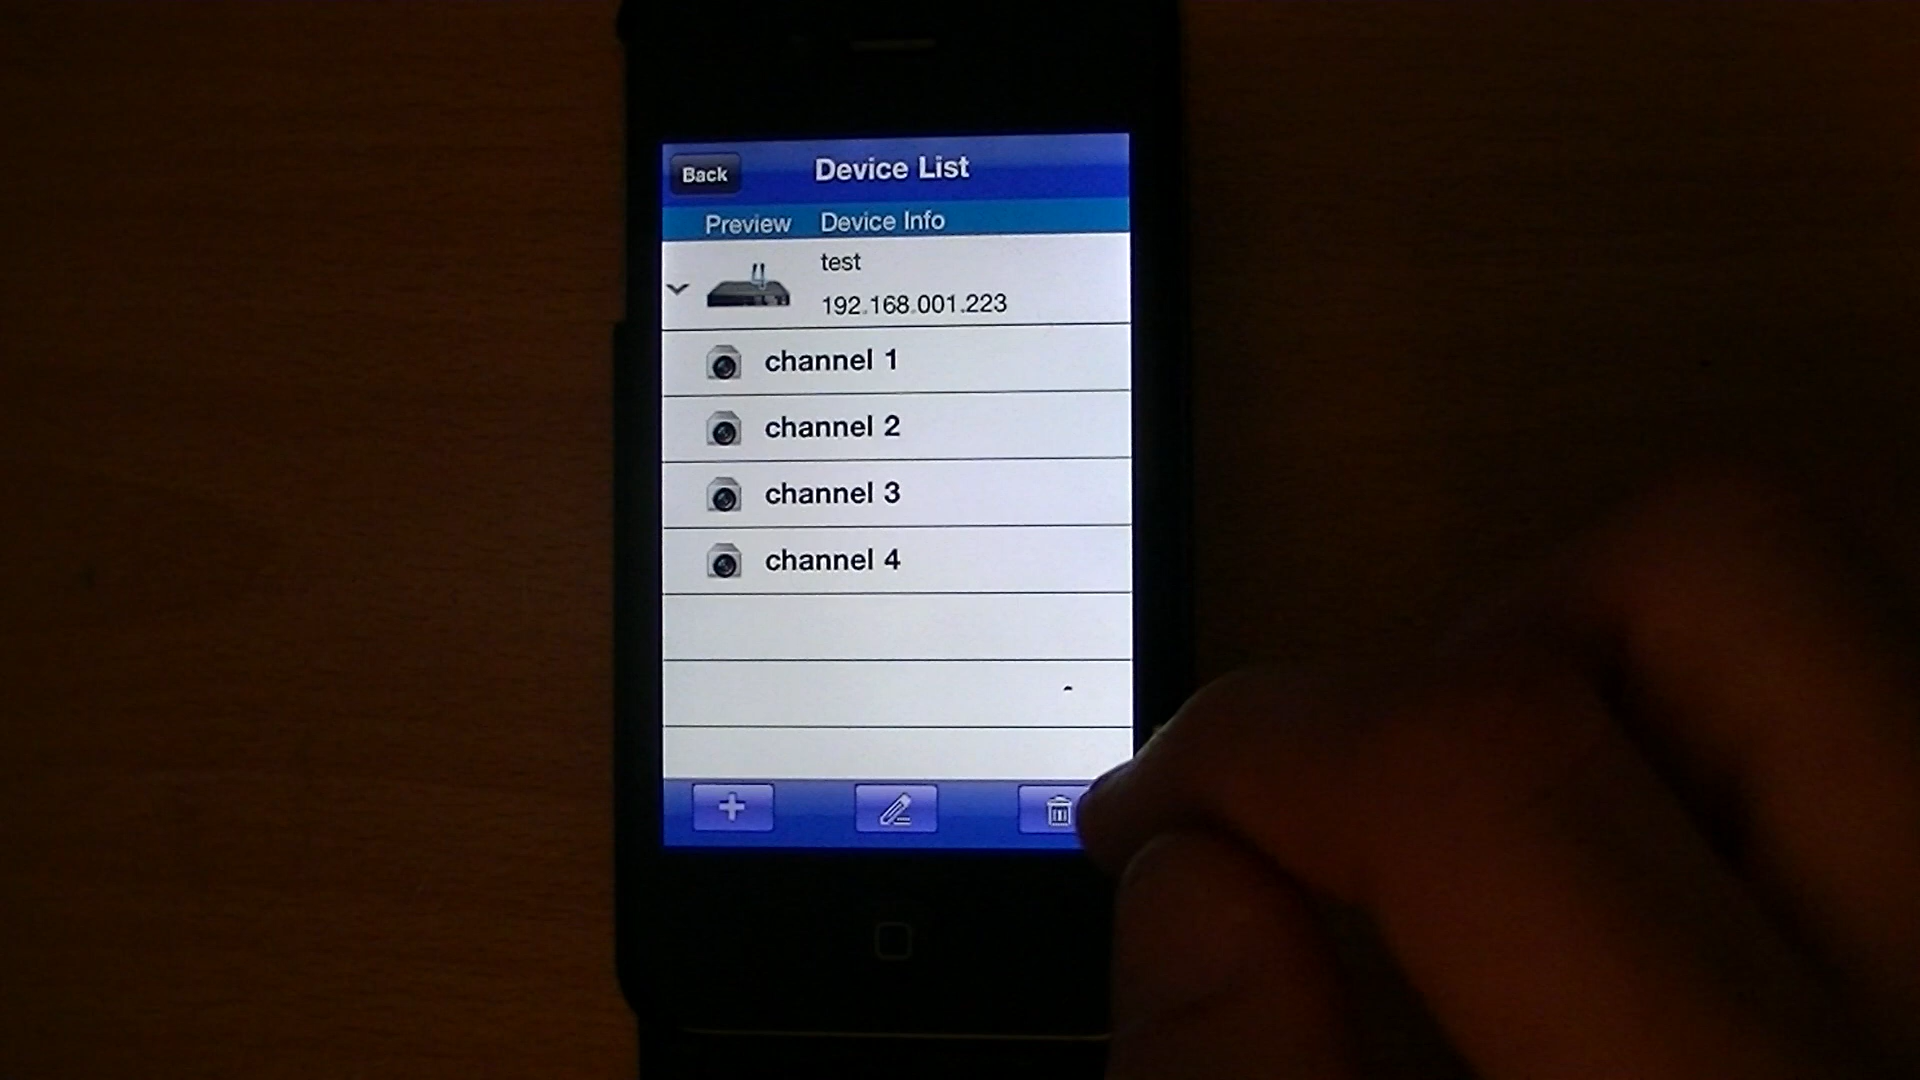 Back
Device List
Preview Device Info
test
192.168.001.223
channel 1
channel 2
channel 3
channel 4